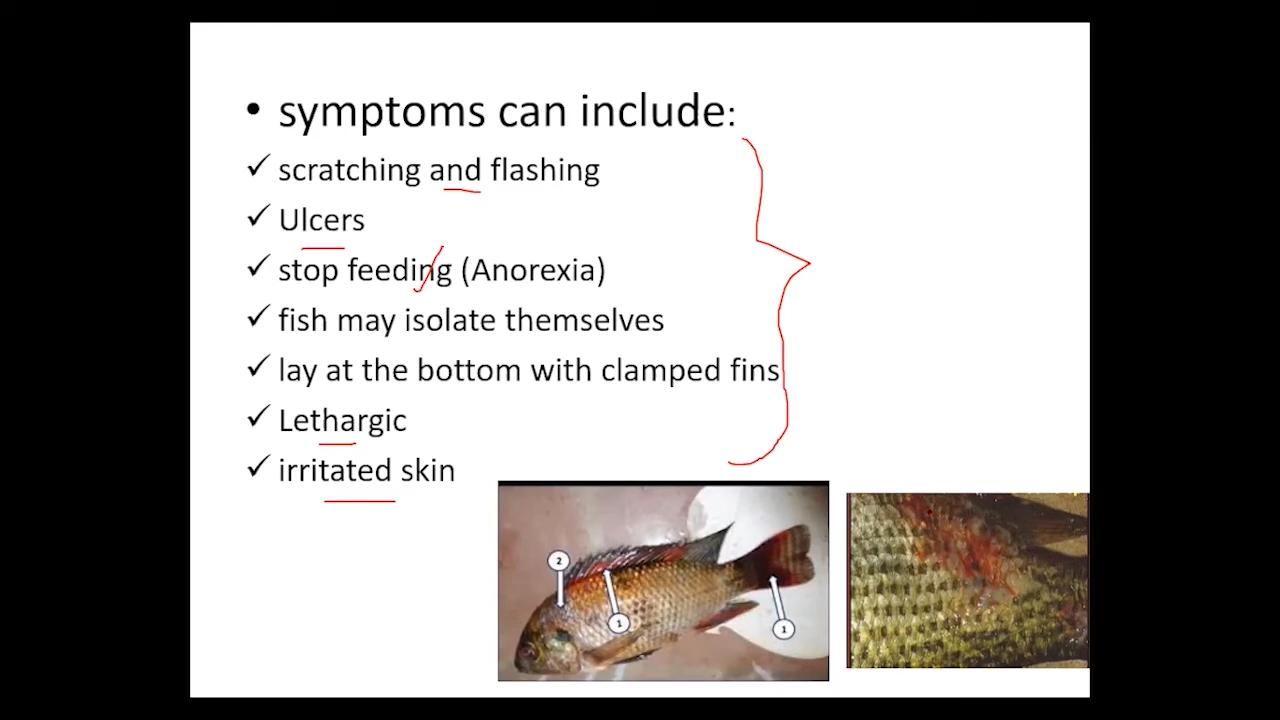 • symptoms can include:
✓ scratching and flashing
✓ Ulcers
✓ stop feeding (Anorexia)
✓ fish may isolate themselves
✓ lay at the bottom with clamped fins
✓ Lethargic
✓ irritated skin
2
1
1